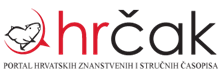 hrčak
PORTAL HRVATSKIH ZNANSTVENIH I STRUČNIH ČASOPISA